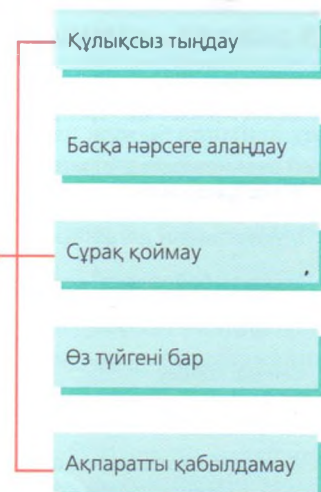 Құлықсыз тыңдау
Басқа нәрсеге алаңдау
Сұрақ қоймау
Өз түйгені бар
Ақпаратты қабылдамау